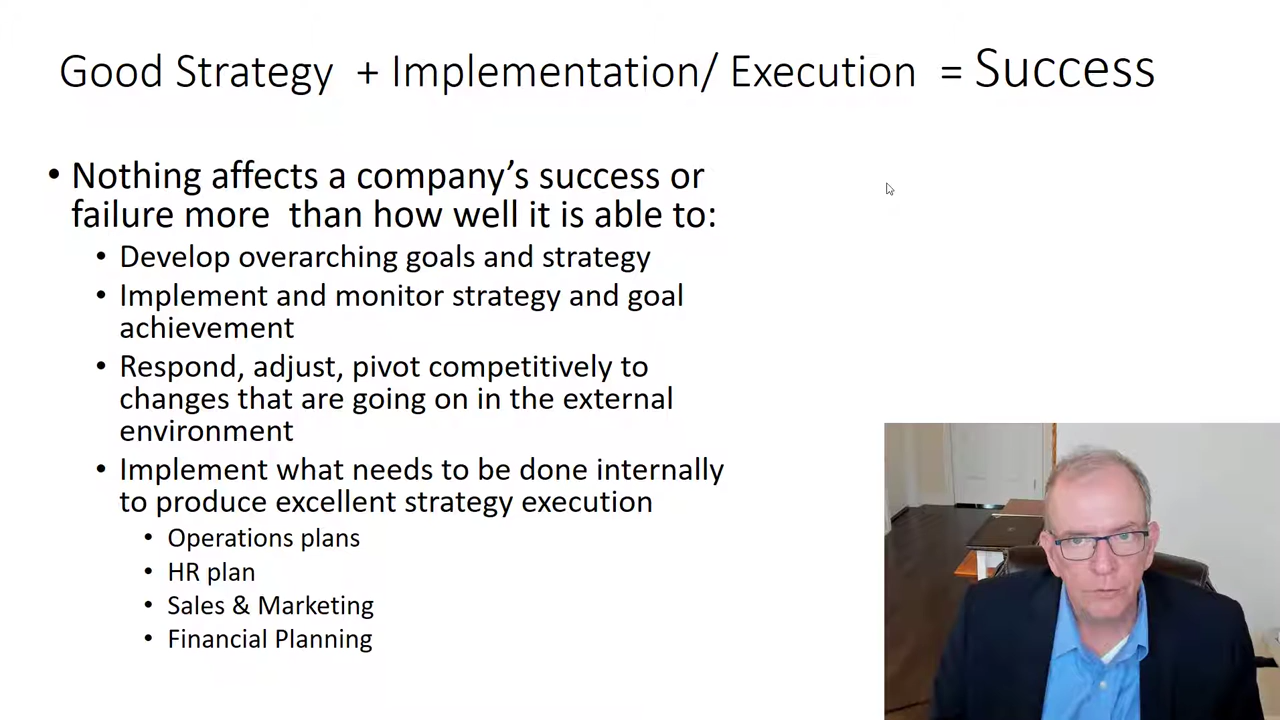 Good Strategy + Implementation/ Execution = Success
• Nothing affects a company’s success or
failure more than how well it is able to:
• Develop overarching goals and strategy
• Implement and monitor strategy and goal
achievement
• Respond, adjust, pivot competitively to
changes that are going on in the external
environment
• Implement what needs to be done internally
to produce excellent strategy execution
• Operations plans
• HR plan
• Sales & Marketing
• Financial Planning